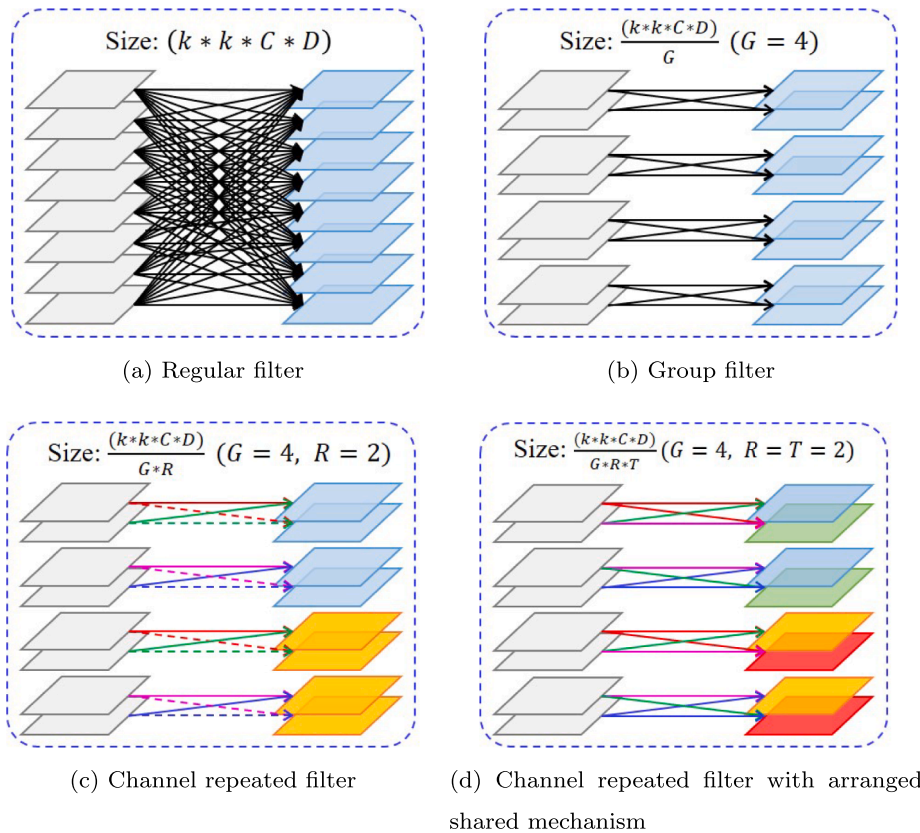 Size: (k * k * C * D)
Size: (k*k*C*D)/G (G = 4)
(a) Regular filter
(b) Group filter
Size: (k*k*C*D)/G*R (G = 4, R = 2)
Size: (k*k*C*D)/G*R*T (G = 4, R = T = 2)
(c) Channel repeated filter
(d) Channel repeated filter with arranged
shared mechanism